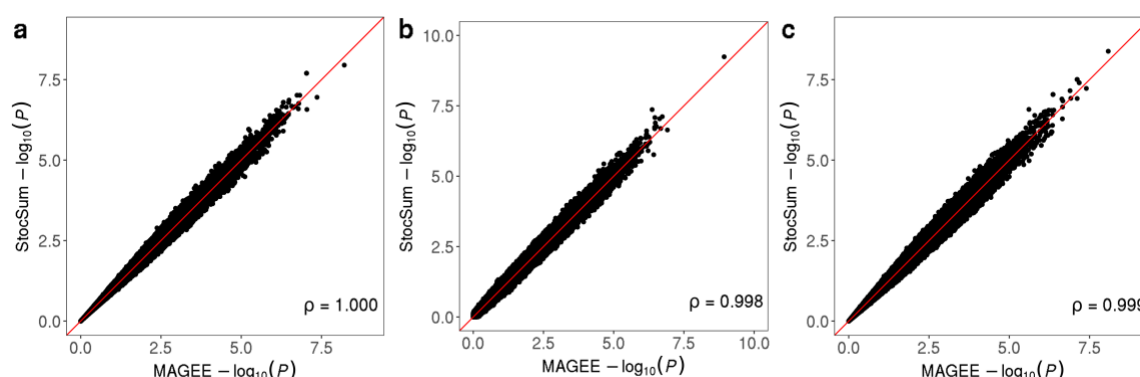 a
7.5
5.0
2.5
0.0
StocSum − log10(P)
ρ = 1.000
0.0 2.5 5.0 7.5
MAGEE − log10(P)
b
10.0
7.5
5.0
2.5
0.0
StocSum − log10(P)
ρ = 0.998
0.0 2.5 5.0 7.5 10.0
MAGEE − log10(P)
c
7.5
5.0
2.5
0.0
StocSum − log10(P)
ρ = 0.999
0.0 2.5 5.0 7.5
MAGEE − log10(P)